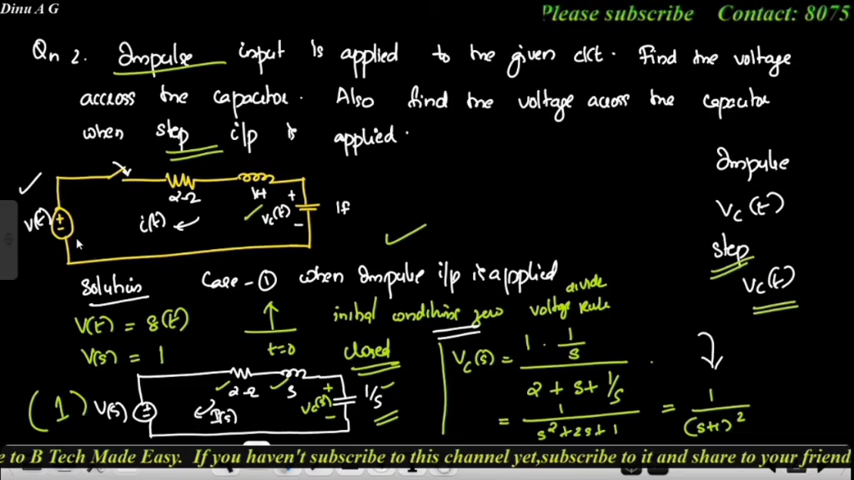 Dinu A G
Please subscribe Contact: 8075
Qn 2. Impulse input is applied to the given ckt. Find the voltage
accross the capacitor. Also find the voltage across the capacitor
when step i/p is applied.
Impulse
Vc(t)
step
Vc(t)
V(t) + - i(t) 2Ω 1H + Vc(t) - 1f
Solution Case - ① when Impulse i/p is applied
V(t) = δ(t) t=0 initial conditions zero
V(s) = 1 closed
divide
voltage rule
Vc(s) = 1 · 1/s / 2 + s + 1/s
= 1 / s² + 2s + 1 = 1 / (s+1)²
(1) V(s) I(s) 2Ω s + Vc(s) - 1/s
e to B Tech Made Easy. If you haven't subscribed to this channel yet,subscribe to it and share to your friend